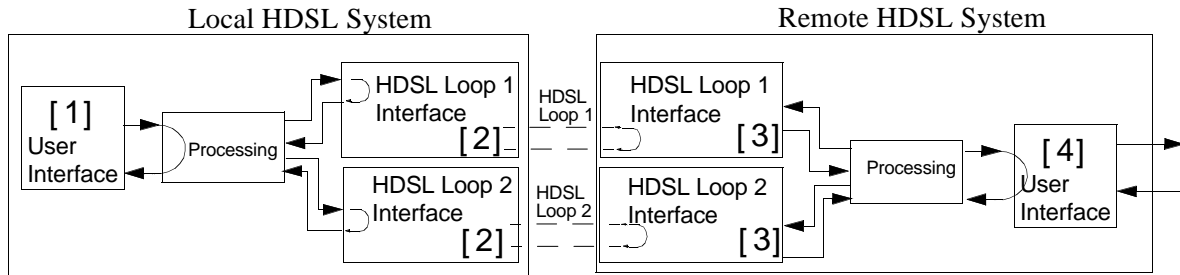 Local HDSL System
Remote HDSL System
[1]
User
Interface
Processing
HDSL Loop 1
Interface
[2]
HDSL Loop 2
Interface
[2]
HDSL
Loop 1
HDSL
Loop 2
HDSL Loop 1
Interface
[3]
HDSL Loop 2
Interface
[3]
Processing
[4]
User
Interface